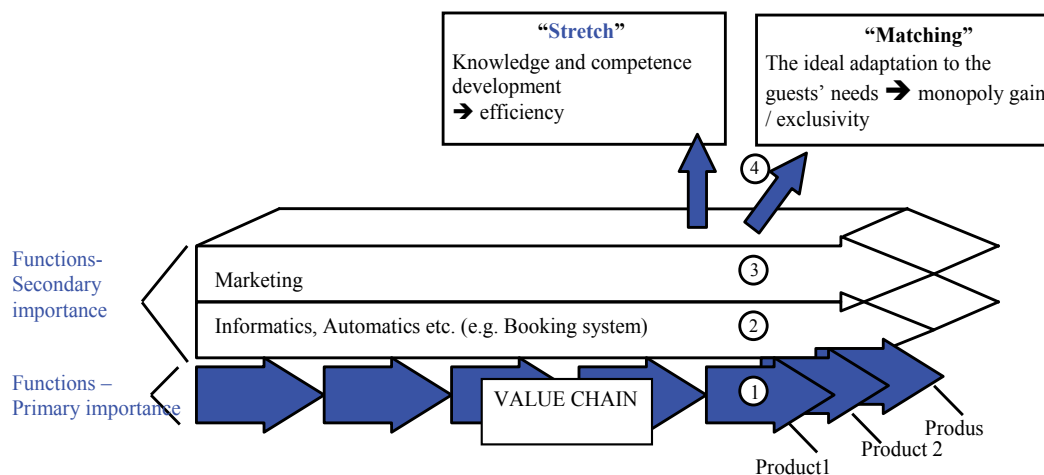 “Stretch”
Knowledge and competence
development
➔ efficiency
“Matching”
The ideal adaptation to the
guests’ needs ➔ monopoly gain
/ exclusivity
4
Functions-
Secondary
importance
3
Marketing
Informatics, Automatics etc. (e.g. Booking system)
2
Functions –
Primary importance
VALUE CHAIN
1
Produs
Product 2
Product1